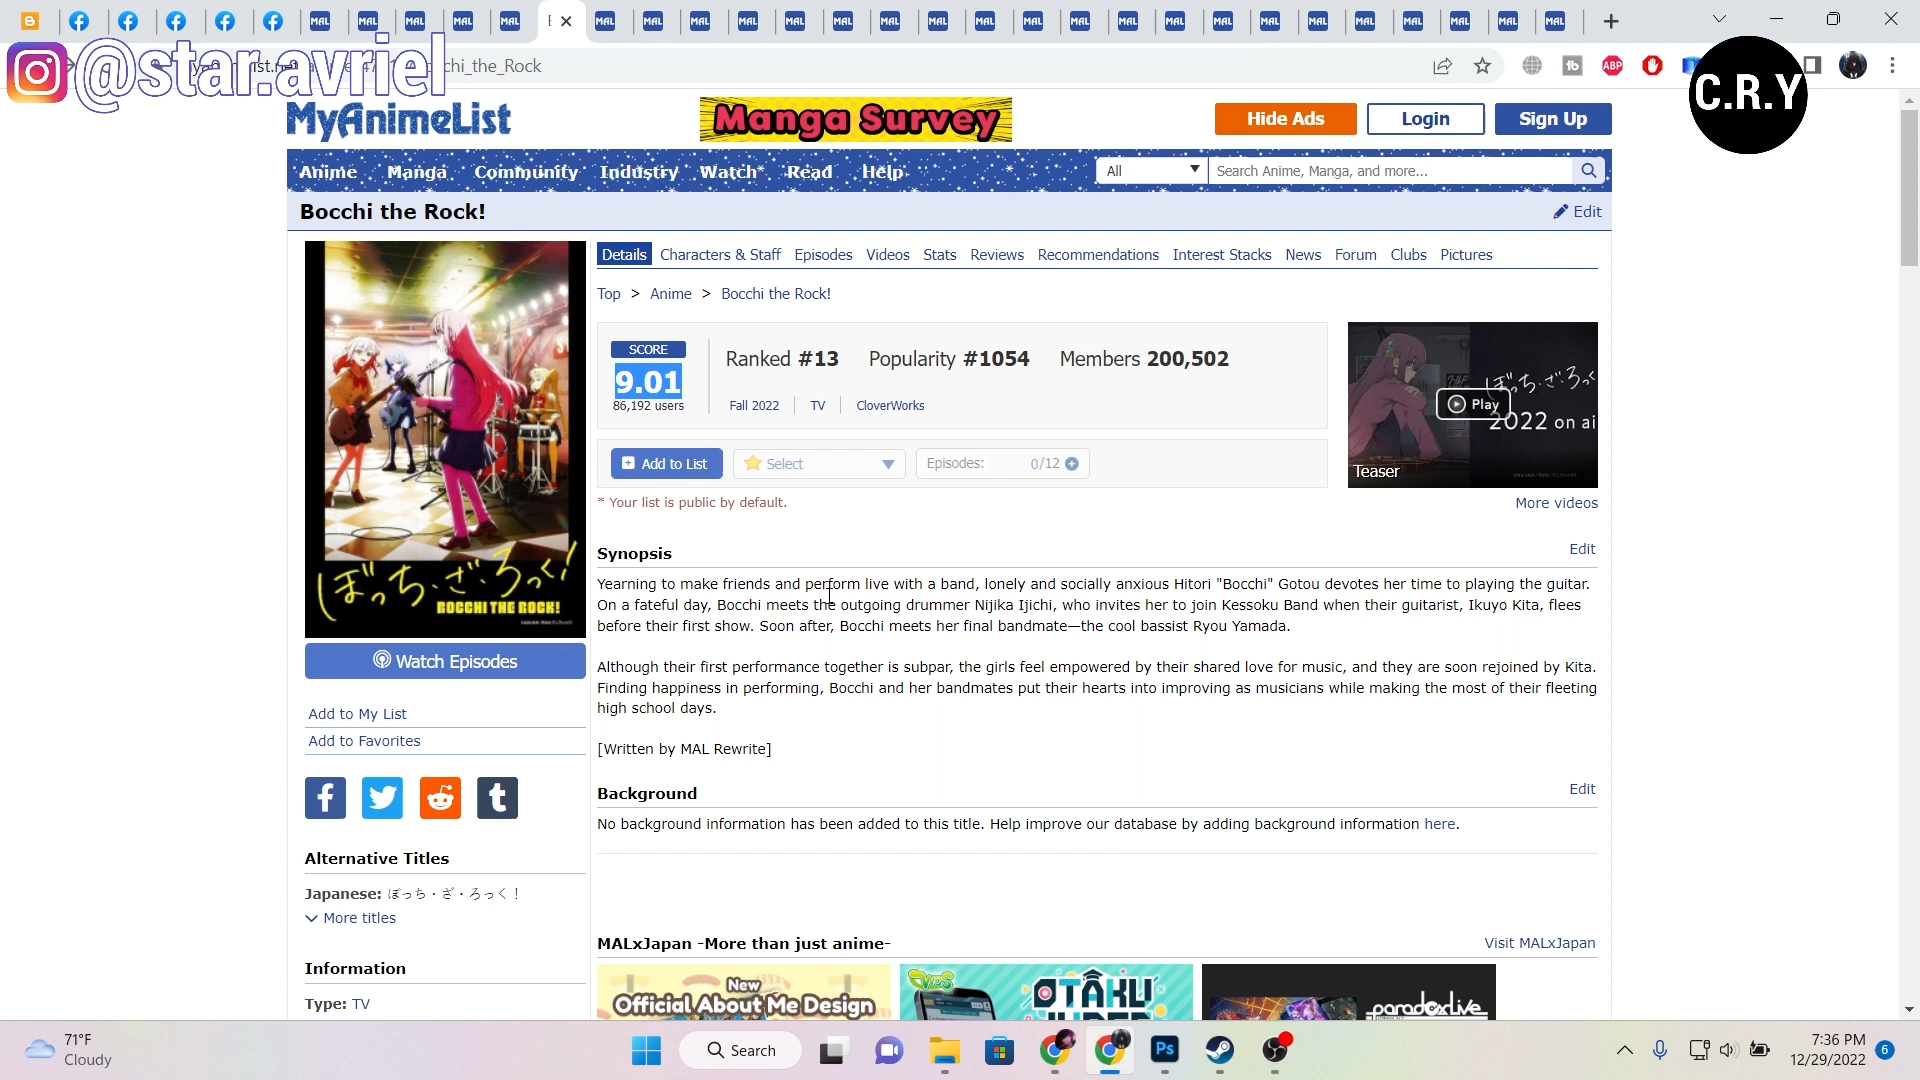 @star.avriel
chi_the_Rock
C.R.Y
MyAnimeList
Manga Survey
Hide Ads
Login
Sign Up
Anime
Manga
Community
Industry
Watch
Read
Help
All
Search Anime, Manga, and more...
Bocchi the Rock!
Edit
Details
Characters & Staff
Episodes
Videos
Stats
Reviews
Recommendations
Interest Stacks
News
Forum
Clubs
Pictures
Top > Anime > Bocchi the Rock!
SCORE
9.01
86,192 users
Ranked #13
Popularity #1054
Members 200,502
Fall 2022
TV
CloverWorks
ぼっち・ざ・ろっ
Play
2022 on ai
Teaser
Add to List
Select
Episodes: 0/12
* Your list is public by default.
More videos
Synopsis
Edit
Yearning to make friends and perform live with a band, lonely and socially anxious Hitori "Bocchi" Gotou devotes her time to playing the guitar.
On a fateful day, Bocchi meets the outgoing drummer Nijika Ijichi, who invites her to join Kessoku Band when their guitarist, Ikuyo Kita, flees
before their first show. Soon after, Bocchi meets her final bandmate—the cool bassist Ryou Yamada.
Although their first performance together is subpar, the girls feel empowered by their shared love for music, and they are soon rejoined by Kita.
Finding happiness in performing, Bocchi and her bandmates put their hearts into improving as musicians while making the most of their fleeting
high school days.
[Written by MAL Rewrite]
Background
Edit
No background information has been added to this title. Help improve our database by adding background information here.
MALxJapan -More than just anime-
Visit MALxJapan
New
Official About Me Design
OTAKU
paradoxLive
ぼっち・ざ・ろっく!
BOCCHI THE ROCK!
Watch Episodes
Add to My List
Add to Favorites
Alternative Titles
Japanese: ぼっち・ざ・ろっく！
More titles
Information
Type: TV
71°F
Cloudy
Search
7:36 PM
12/29/2022
6